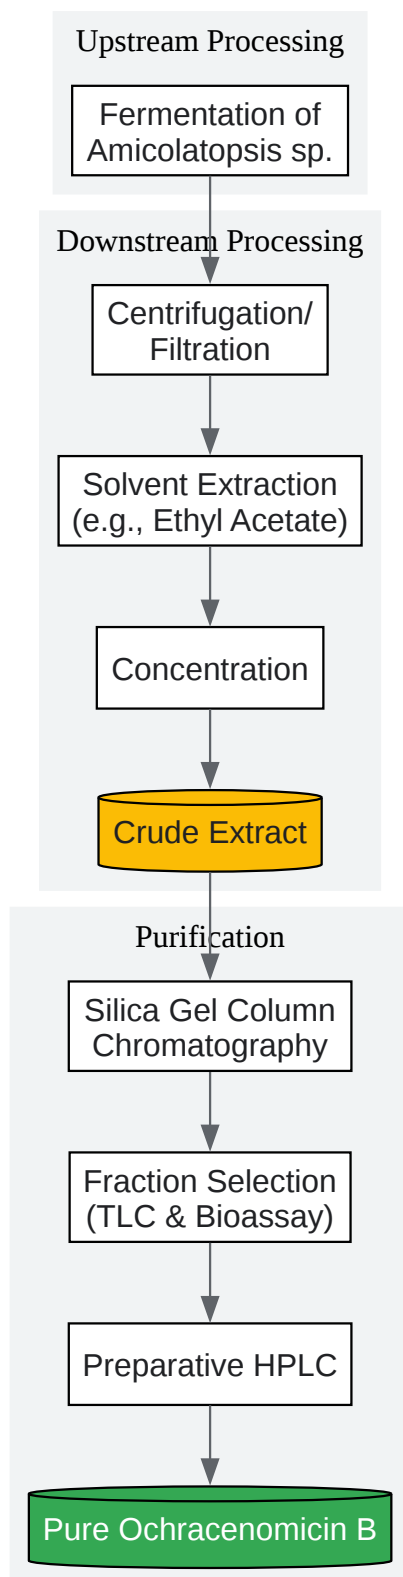 Upstream Processing
Fermentation of
Amicolatopsis sp.
Downstream Processing
Centrifugation/
Filtration
Solvent Extraction
(e.g., Ethyl Acetate)
Concentration
Crude Extract
Purification
Silica Gel Column
Chromatography
Fraction Selection
(TLC & Bioassay)
Preparative HPLC
Pure Ochracenomicin B